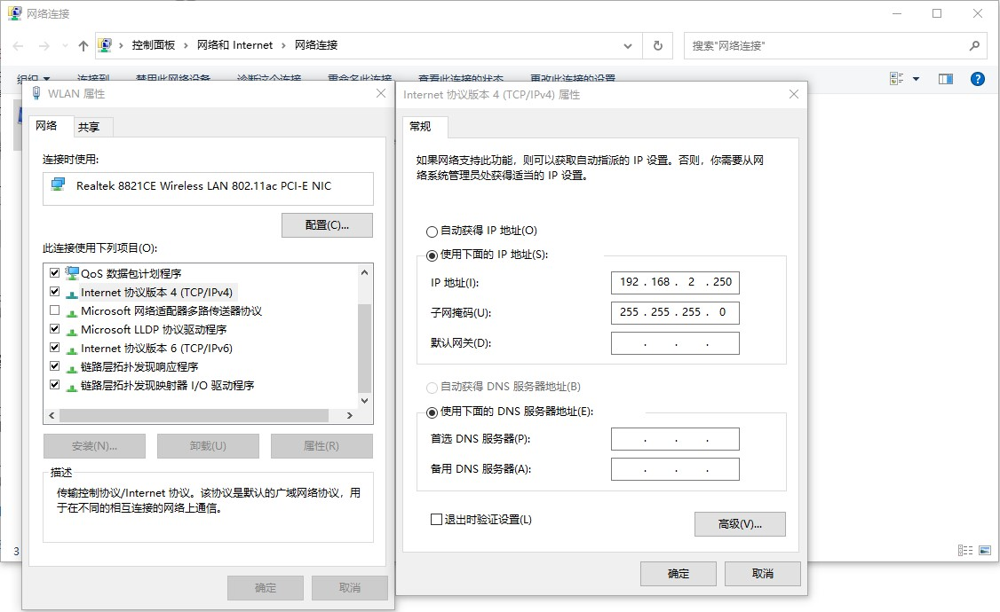 网络连接
控制面板 › 网络和 Internet › 网络连接
搜索"网络连接"
组织 连接到 禁用此网络设备 诊断这个连接 重命名此连接 查看此连接的状态 更改此连接的设置
WLAN 属性
网络 共享
连接时使用:
Realtek 8821CE Wireless LAN 802.11ac PCI-E NIC
配置(C)...
此连接使用下列项目(O):
QoS 数据包计划程序
Internet 协议版本 4 (TCP/IPv4)
Microsoft 网络适配器多路传送器协议
Microsoft LLDP 协议驱动程序
Internet 协议版本 6 (TCP/IPv6)
链路层拓扑发现响应程序
链路层拓扑发现映射器 I/O 驱动程序
安装(N)... 卸载(U) 属性(R)
描述
传输控制协议/Internet 协议。该协议是默认的广域网络协议，用
于在不同的相互连接的网络上通信。
确定 取消
3
Internet 协议版本 4 (TCP/IPv4) 属性
常规
如果网络支持此功能，则可以获取自动指派的 IP 设置。否则，你需要从网
络系统管理员处获得适当的 IP 设置。
自动获得 IP 地址(O)
使用下面的 IP 地址(S):
IP 地址(I): 192 . 168 . 2 . 250
子网掩码(U): 255 . 255 . 255 . 0
默认网关(D): . . .
自动获得 DNS 服务器地址(B)
使用下面的 DNS 服务器地址(E):
首选 DNS 服务器(P): . . .
备用 DNS 服务器(A): . . .
退出时验证设置(L)
高级(V)...
确定 取消